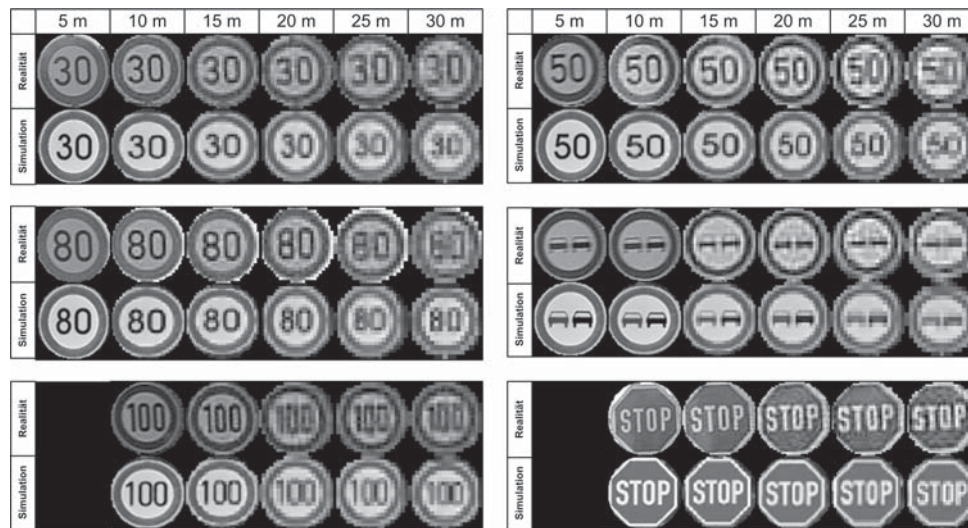 5 m 10 m 15 m 20 m 25 m 30 m
Realität 30 30 30 30 30 30
Simulation 30 30 30 30 30 30
5 m 10 m 15 m 20 m 25 m 30 m
Realität 50 50 50 50 50 50
Simulation 50 50 50 50 50 50
Realität 80 80 80 80 80 80
Simulation 80 80 80 80 80 80
Realität
Simulation
Realität 100 100 100 100 100
Simulation 100 100 100 100 100
Realität STOP STOP STOP STOP STOP
Simulation STOP STOP STOP STOP STOP